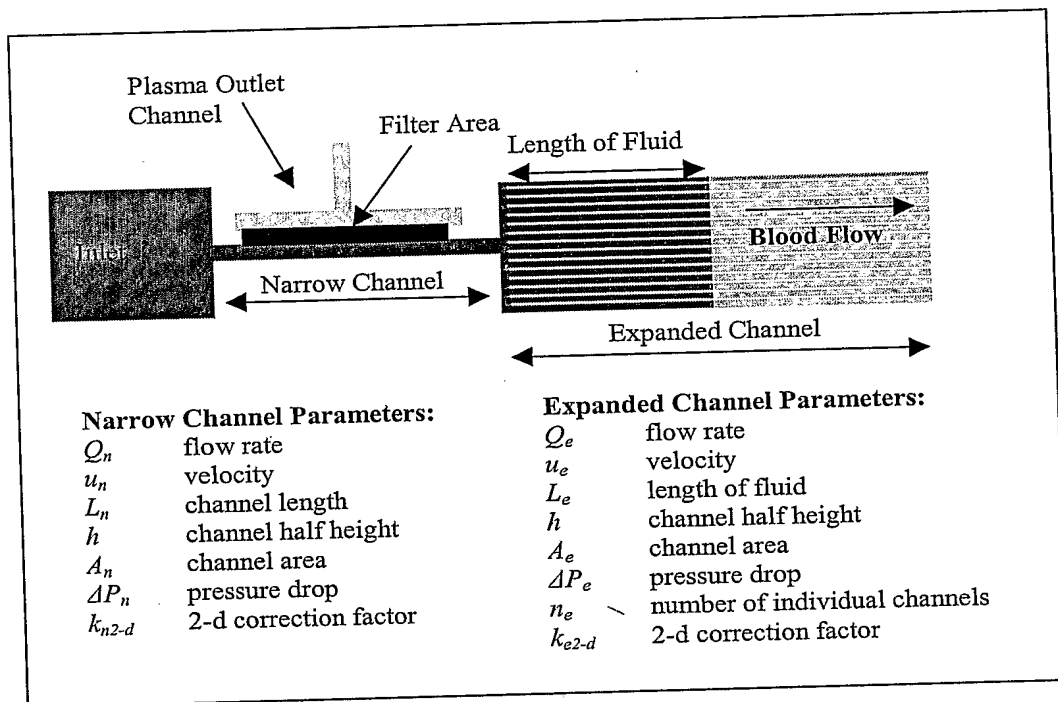 Plasma Outlet
Channel
Filter Area
Length of Fluid
Inlet
Blood Flow
Narrow Channel
Expanded Channel
Narrow Channel Parameters:
Qn flow rate
un velocity
Ln channel length
h channel half height
An channel area
ΔPn pressure drop
kn2-d 2-d correction factor
Expanded Channel Parameters:
Qe flow rate
ue velocity
Le length of fluid
h channel half height
Ae channel area
ΔPe pressure drop
ne number of individual channels
ke2-d 2-d correction factor